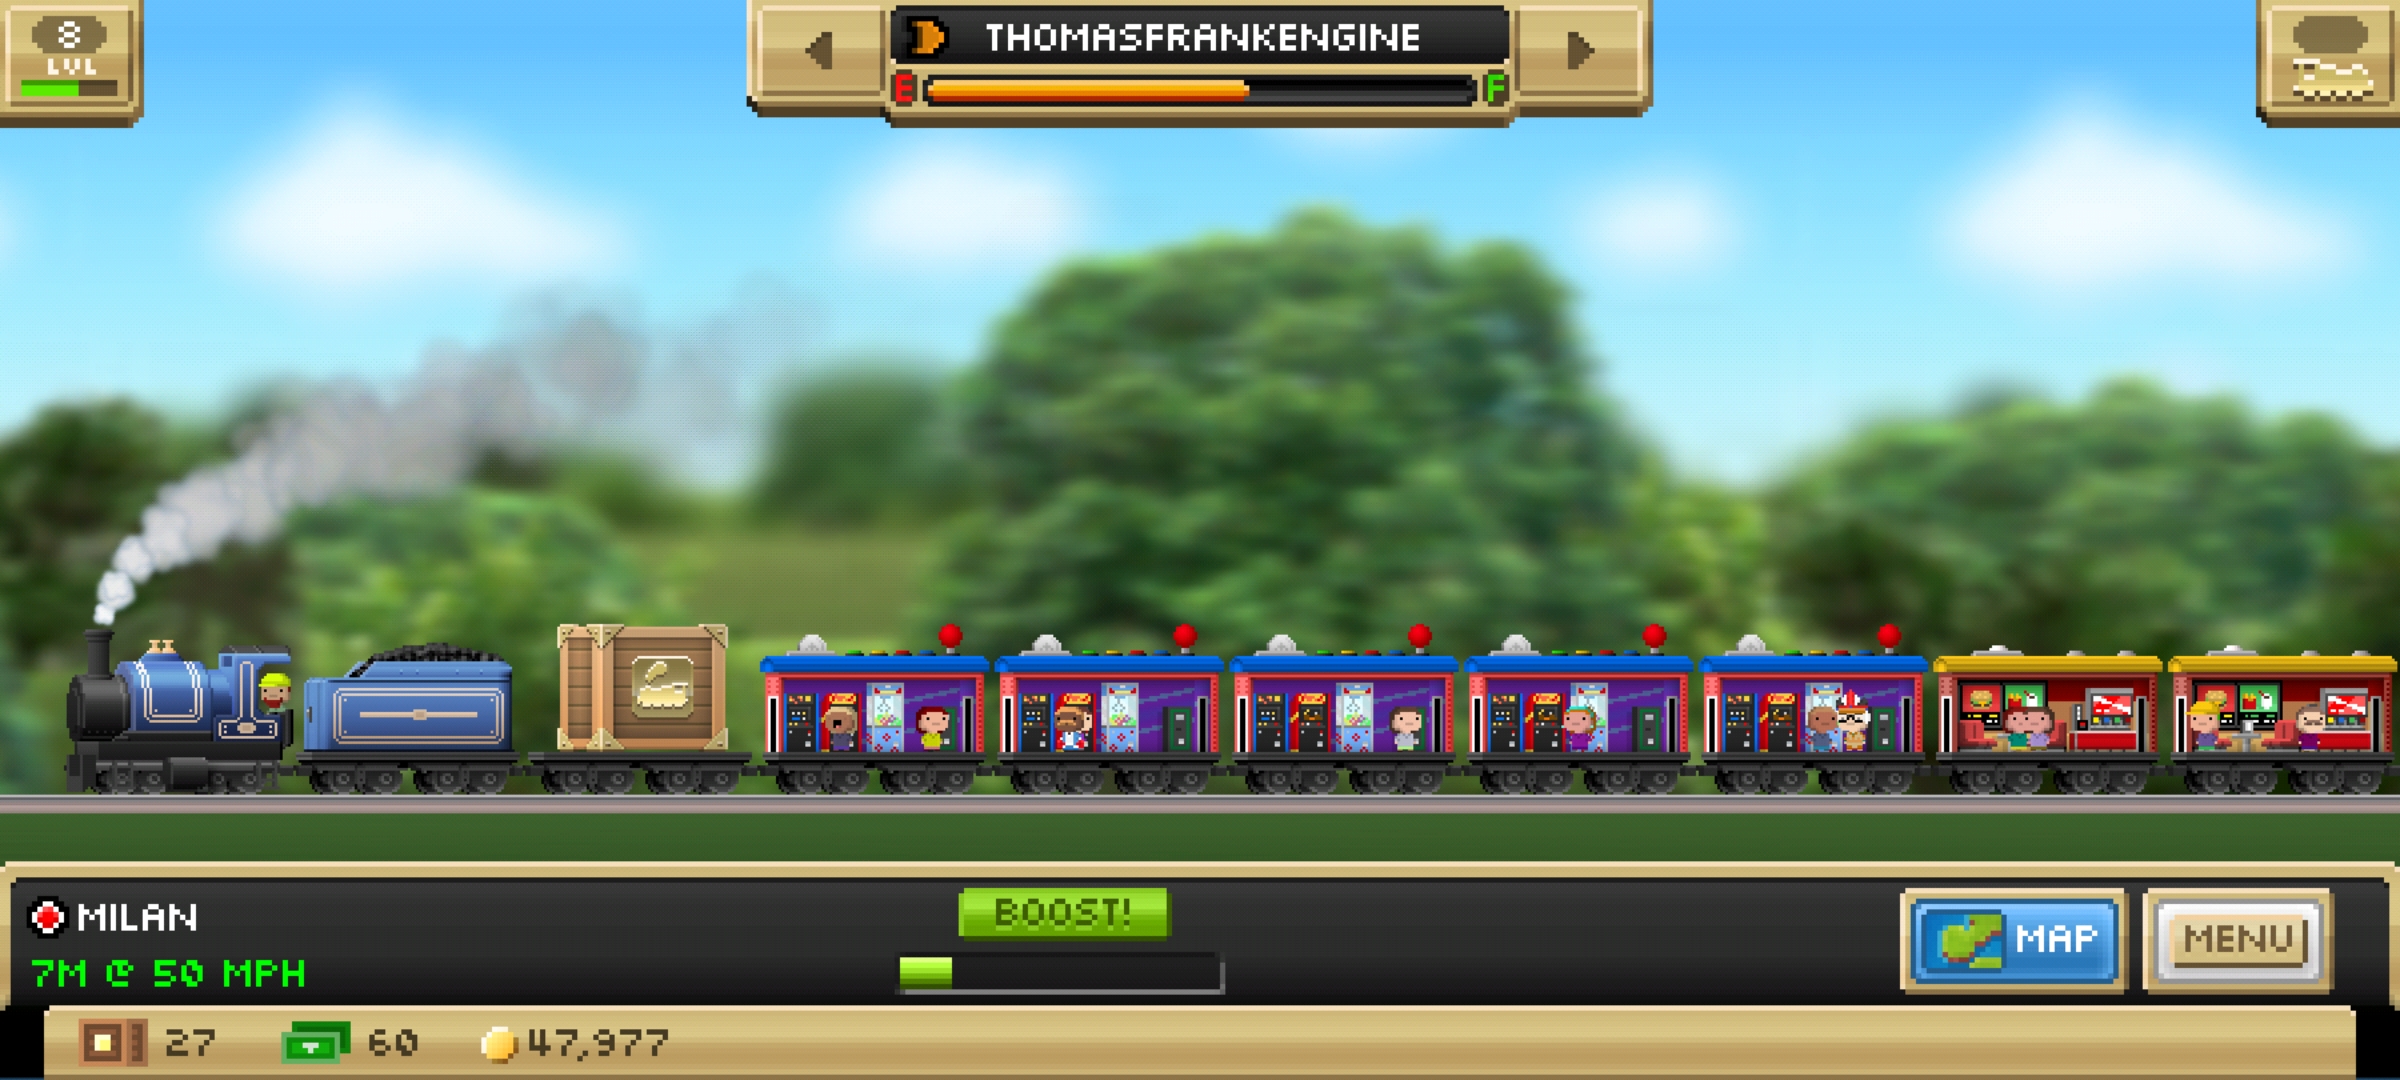 8
LVL
THOMASFRANKENGINE
E F
MILAN
BOOST!
7M @ 50 MPH
MAP
MENU
27 60 47,977